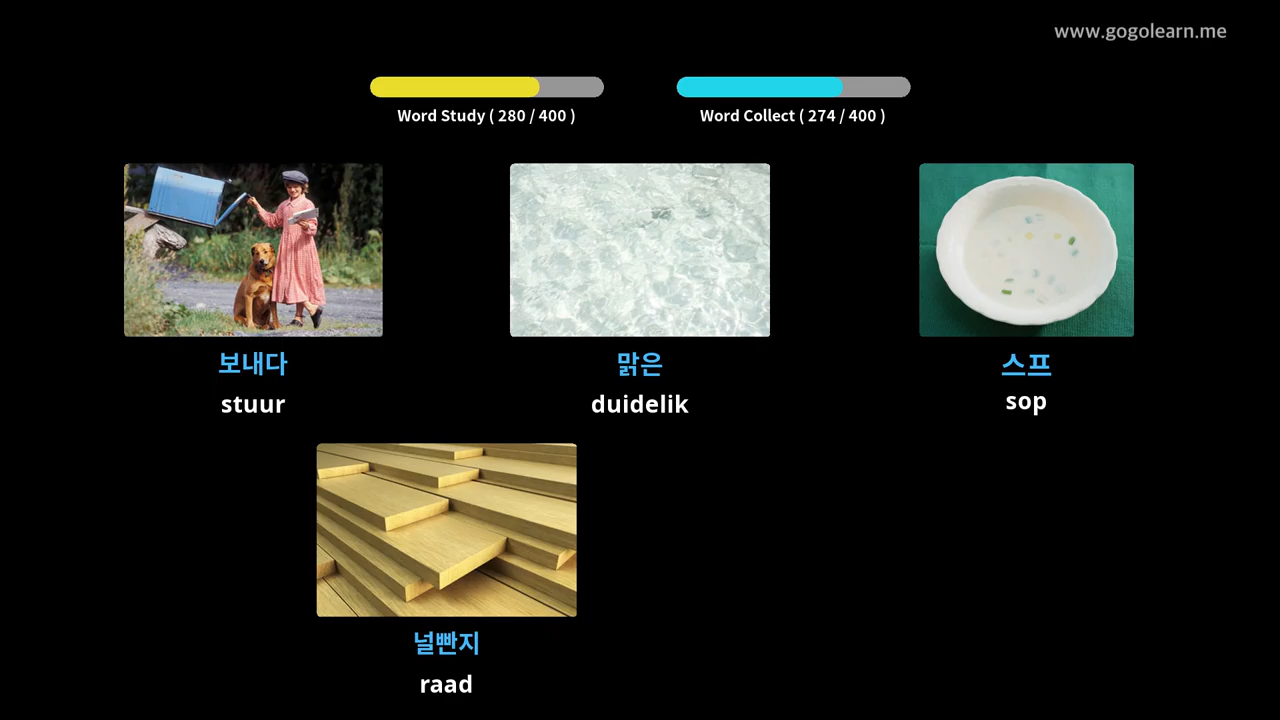 www.gogolearn.me
Word Study ( 280 / 400 )
Word Collect ( 274 / 400 )
보내다
stuur
맑은
duidelik
스프
sop
널빤지
raad